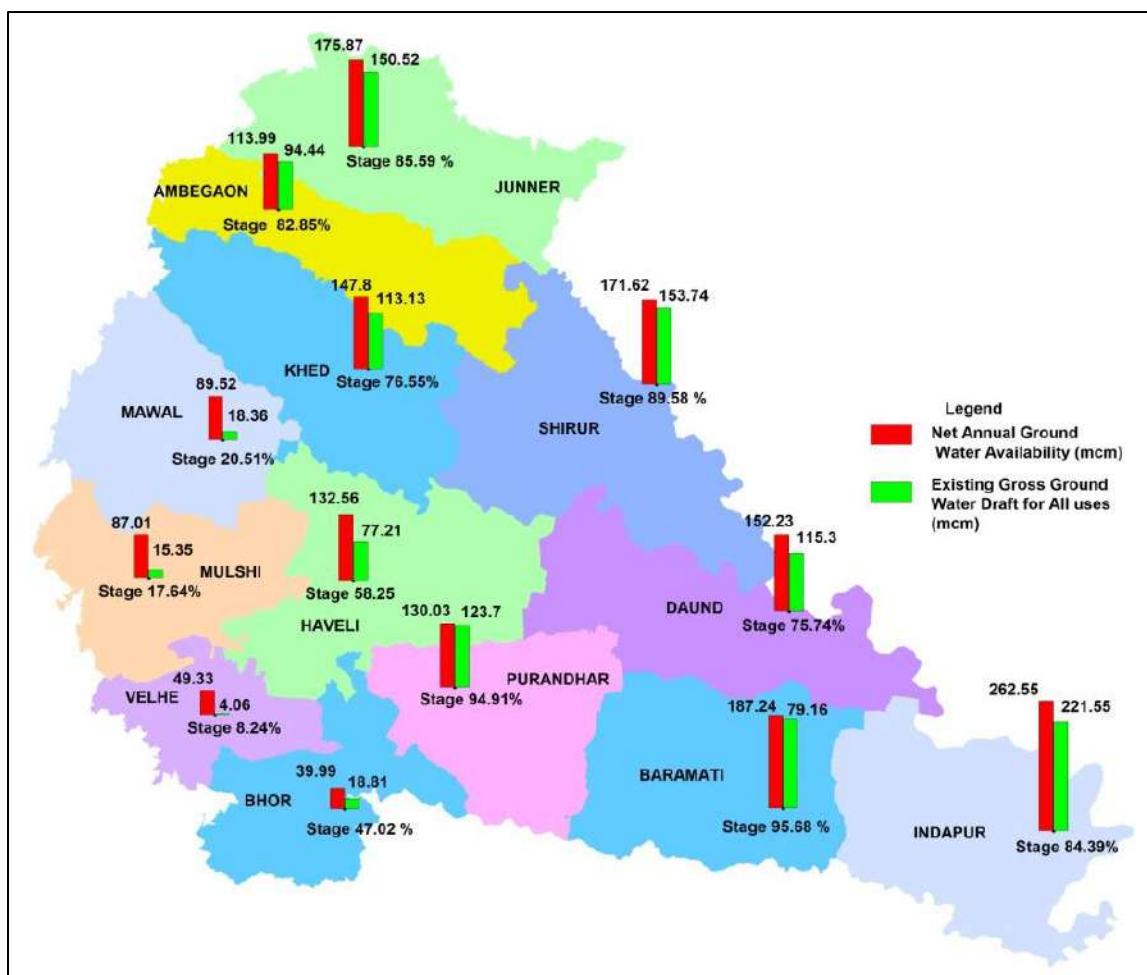 175.87
150.52
Stage 85.59 %
JUNNER
113.99
94.44
AMBEGAON
Stage 82.85%
147.8
113.13
KHED
Stage 76.55%
171.62
153.74
Stage 89.58 %
SHIRUR
89.52
18.36
MAWAL
Stage 20.51%
Legend
Net Annual Ground
Water Availability (mcm)
Existing Gross Ground
Water Draft for All uses
(mcm)
132.56
77.21
Stage 58.25
HAVELI
87.01
15.35
MULSHI
Stage 17.64%
152.23
115.3
DAUND
Stage 75.74%
130.03
123.7
PURANDHAR
Stage 94.91%
49.33
4.06
VELHE
Stage 8.24%
39.99
18.81
BHOR
Stage 47.02 %
187.24
79.16
BARAMATI
Stage 95.68 %
262.55
221.55
INDAPUR
Stage 84.39%